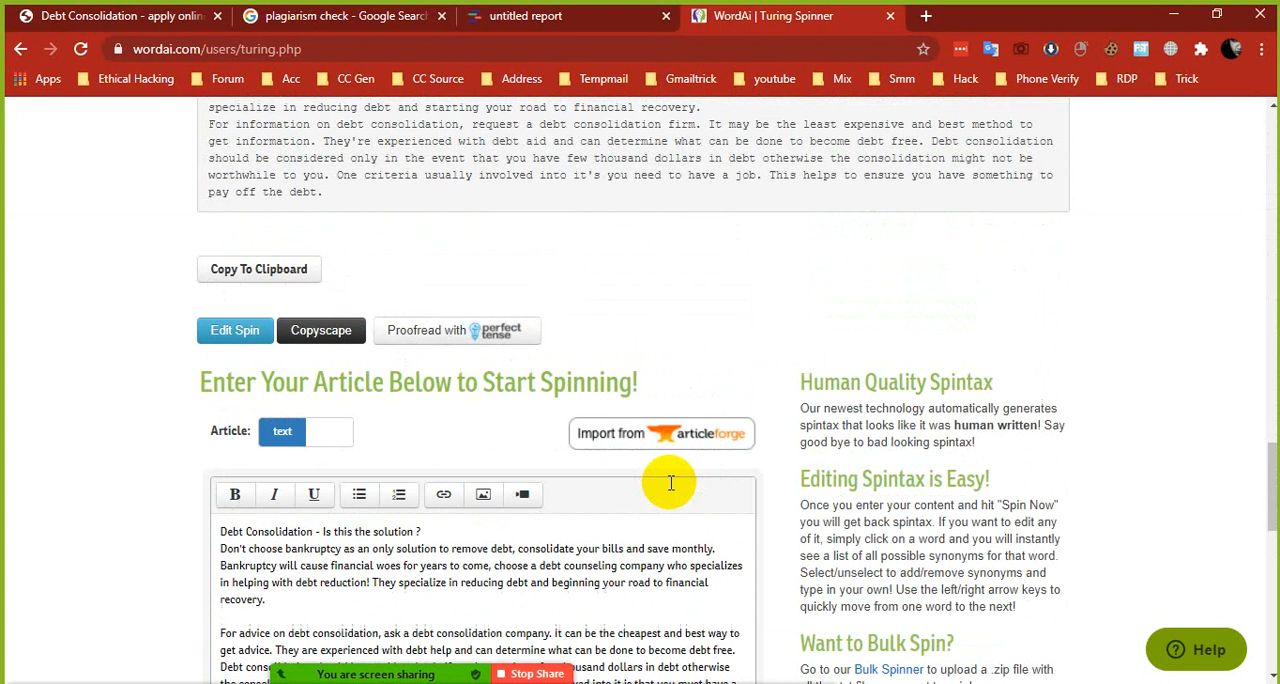 Debt Consolidation - apply onlin
plagiarism check - Google Searc
untitled report
WordAi | Turing Spinner
wordai.com/users/turing.php
Apps
Ethical Hacking
Forum
Acc
CC Gen
CC Source
Address
Tempmail
Gmailtrick
youtube
Mix
Smm
Hack
Phone Verify
RDP
Trick
specialize in reducing debt and starting your road to financial recovery.
For information on debt consolidation, request a debt consolidation firm. It may be the least expensive and best method to
get information. They're experienced with debt aid and can determine what can be done to become debt free. Debt consolidation
should be considered only in the event that you have few thousand dollars in debt otherwise the consolidation might not be
worthwhile to you. One criteria usually involved into it's you need to have a job. This helps to ensure you have something to
pay off the debt.
Copy To Clipboard
Edit Spin
Copyscape
Proofread with perfect tense
Enter Your Article Below to Start Spinning!
Article:
text
Import from articleforge
B I U
Debt Consolidation - Is this the solution ?
Don't choose bankruptcy as an only solution to remove debt, consolidate your bills and save monthly.
Bankruptcy will cause financial woes for years to come, choose a debt counseling company who specializes
in helping with debt reduction! They specialize in reducing debt and beginning your road to financial
recovery.
For advice on debt consolidation, ask a debt consolidation company. It can be the cheapest and best way to
get advice. They are experienced with debt help and can determine what can be done to become debt free.
Human Quality Spintax
Our newest technology automatically generates
spintax that looks like it was human written! Say
good bye to bad looking spintax!
Editing Spintax is Easy!
Once you enter your content and hit "Spin Now"
you will get back spintax. If you want to edit any
of it, simply click on a word and you will instantly
see a list of all possible synonyms for that word.
Select/unselect to add/remove synonyms and
type in your own! Use the left/right arrow keys to
quickly move from one word to the next!
Want to Bulk Spin?
Go to our Bulk Spinner to upload a .zip file with
Help
You are screen sharing
Stop Share